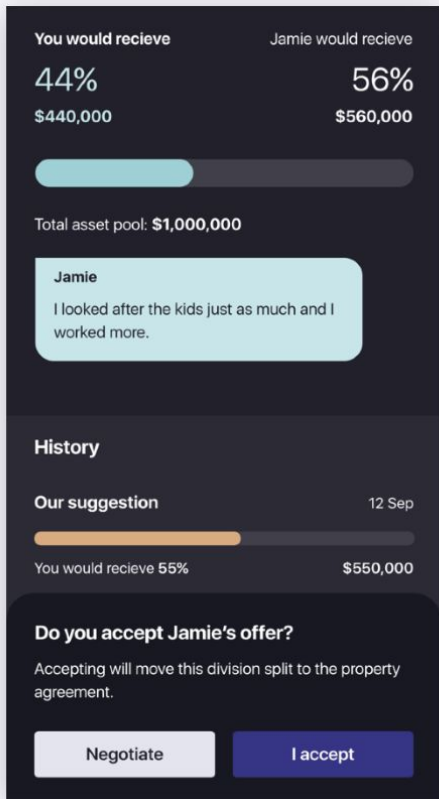 You would recieve
Jamie would recieve
44%
56%
$440,000
$560,000
Total asset pool: $1,000,000
Jamie
I looked after the kids just as much and I
worked more.
History
Our suggestion
12 Sep
You would recieve 55%
$550,000
Do you accept Jamie's offer?
Accepting will move this division split to the property
agreement.
Negotiate
I accept